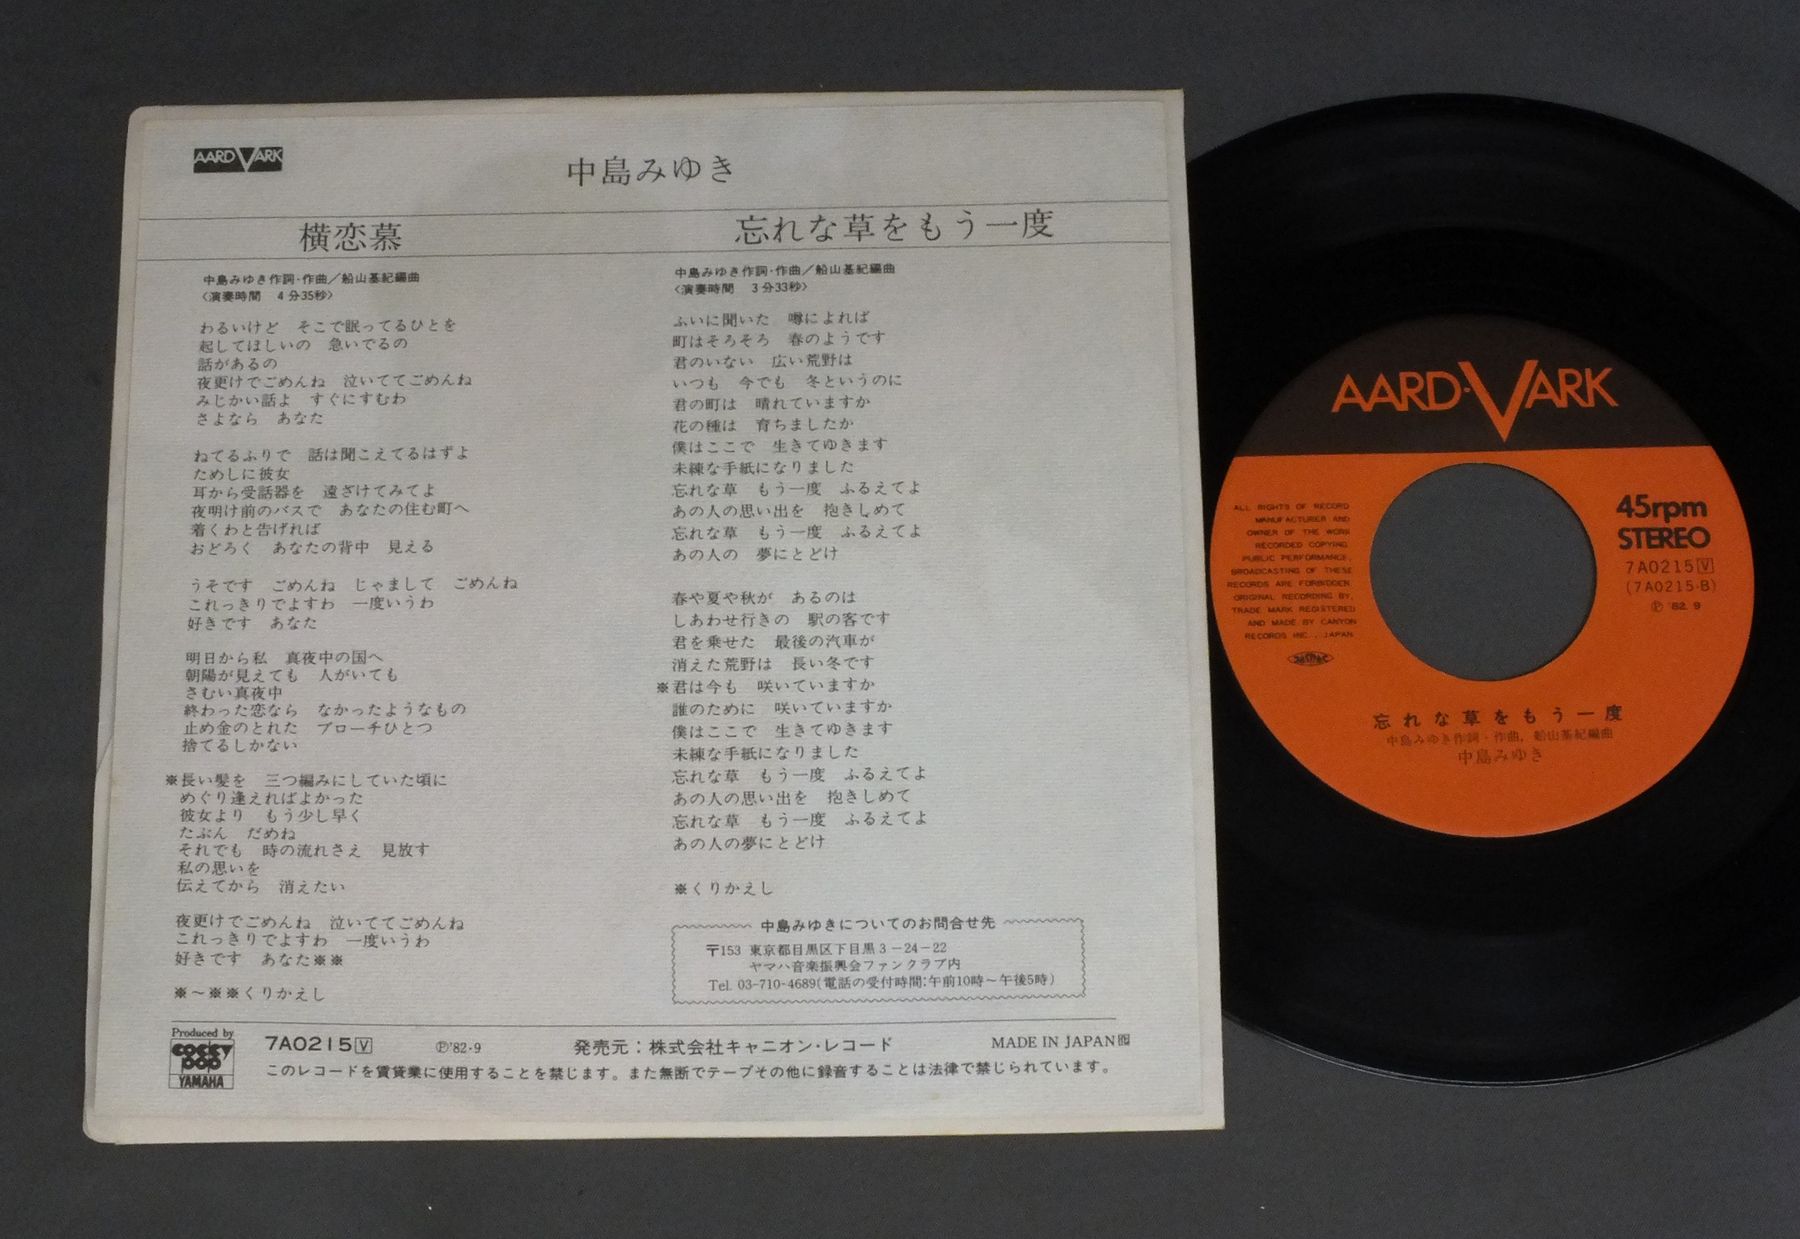 AARDVARK
中島みゆき
横恋慕
中島みゆき作詞・作曲／船山基紀編曲
〈演奏時間　4分35秒〉
わるいけど　そこで眠ってるひとを
起してほしいの　急いでるの
話があるの
夜更けでごめんね　泣いててごめんね
みじかい話よ　すぐにすむわ
さよなら　あなた
ねてるふりで　話は聞こえてるはずよ
ためしに彼女
耳から受話器を　遠ざけてみてよ
夜明け前のバスで　あなたの住む町へ
着くわと告げれば
おどろく　あなたの背中　見える
うそです　ごめんね　じゃまして　ごめんね
これっきりでよすわ　一度いうわ
好きです　あなた
明日から私　真夜中の国へ
朝陽が見えても　人がいても
さむい真夜中
終わった恋なら　なかったようなもの
止め金のとれた　ブローチひとつ
捨てるしかない
※長い髪を　三つ編みにしていた頃に
めぐり逢えればよかった
彼女より　もう少し早く
たぶん　だめね
それでも　時の流れさえ　見放す
私の思いを
伝えてから　消えたい
夜更けでごめんね　泣いててごめんね
これっきりでよすわ　一度いうわ
好きです　あなた※※
※～※※くりかえし
忘れな草をもう一度
中島みゆき作詞・作曲／船山基紀編曲
〈演奏時間　3分33秒〉
ふいに聞いた　噂によれば
町はそろそろ　春のようです
君のいない　広い荒野は
いつも　今でも　冬というのに
君の町は　晴れていますか
花の種は　育ちましたか
僕はここで　生きてゆきます
未練な手紙になりました
忘れな草　もう一度　ふるえてよ
あの人の思い出を　抱きしめて
忘れな草　もう一度　ふるえてよ
あの人の　夢にとどけ
春や夏や秋が　あるのは
しあわせ行きの　駅の客です
君を乗せた　最後の汽車が
消えた荒野は　長い冬です
※君は今も　咲いていますか
誰のために　咲いていますか
僕はここで　生きてゆきます
未練な手紙になりました
忘れな草　もう一度　ふるえてよ
あの人の思い出を　抱きしめて
忘れな草　もう一度　ふるえてよ
あの人の夢にとどけ
※くりかえし
中島みゆきについてのお問合せ先
〒153 東京都目黒区下目黒3－24－22
ヤマハ音楽振興会ファンクラブ内
Tel. 03-710-4689(電話の受付時間:午前10時～午後5時)
Produced by
cocky pop
YAMAHA
7A0215 V　Ⓟ'82・9　発売元：株式会社キャニオン・レコード　MADE IN JAPAN
このレコードを賃貸業に使用することを禁じます。また無断でテープその他に録音することは法律で禁じられています。
AARD-VARK
ALL RIGHTS OF RECORD
MANUFACTURER AND
OWNER OF THE WORK
RECORDED COPYING
PUBLIC PERFORMANCE,
BROADCASTING OF THESE
RECORDS ARE FORBIDDEN.
ORIGINAL RECORDING BY,
TRADE MARK REGISTERED
AND MADE BY CANYON
RECORDS INC., JAPAN
JASRAC
45rpm
STEREO
7A0215 V
(7A0215-B)
Ⓟ '82. 9
忘れな草をもう一度
中島みゆき作詞・作曲, 船山基紀編曲
中島みゆき